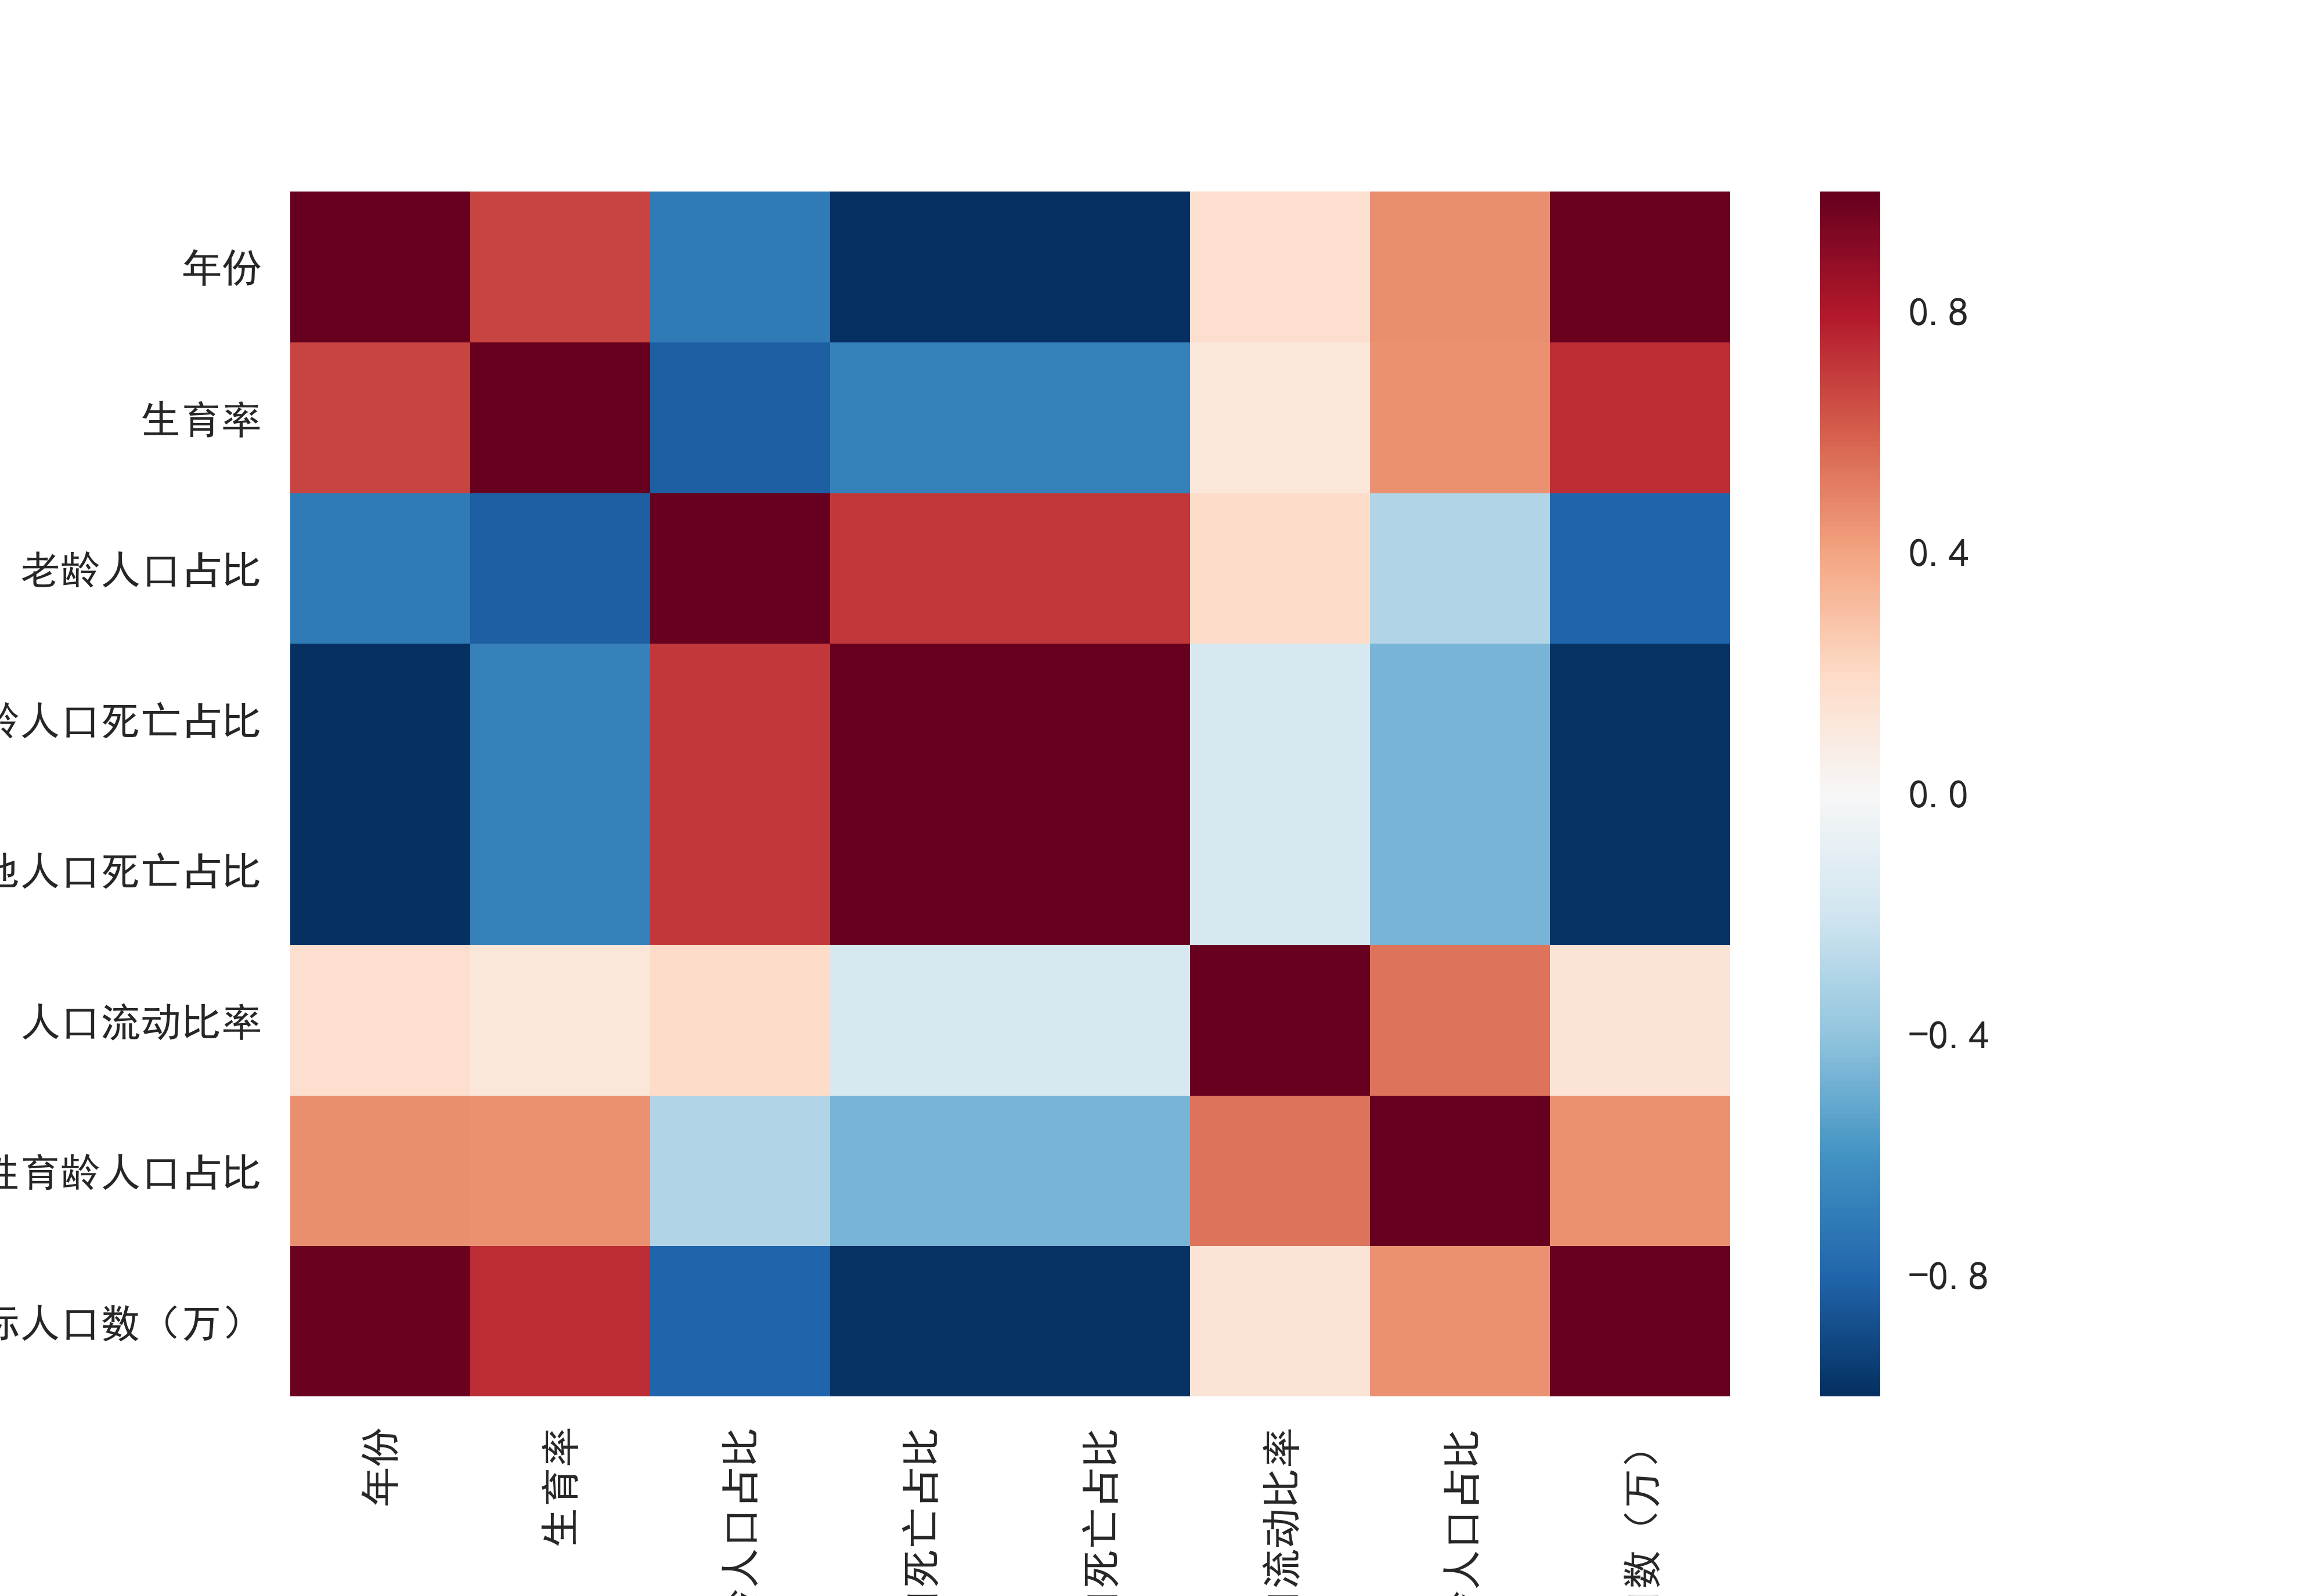 年份
生育率
老龄人口占比
人口死亡占比
人口死亡占比
人口流动比率
育龄人口占比
人口数（万）
0.8
0.4
0.0
-0.4
-0.8
年份
生育率
人口占比
死亡占比
死亡占比
流动比率
人口占比
数（万）